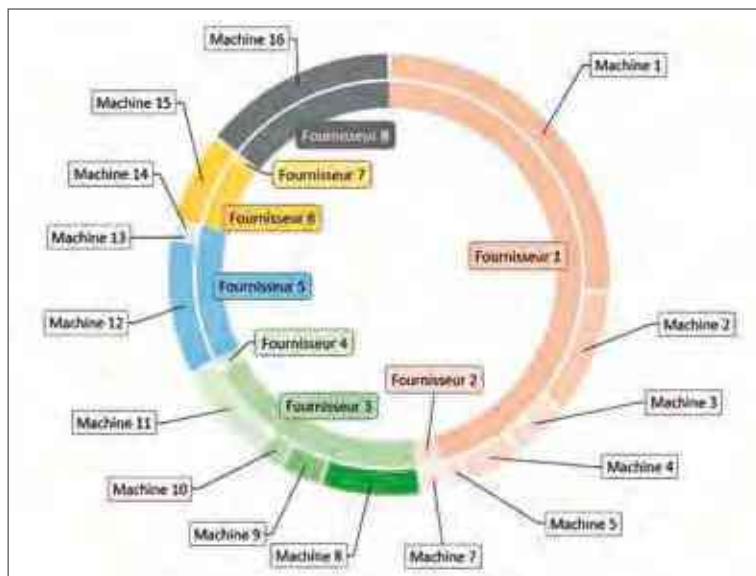 Machine 16
Machine 1
Machine 15
Fournisseur 8
Machine 14
Fournisseur 7
Fournisseur 6
Machine 13
Fournisseur 1
Fournisseur 5
Machine 12
Machine 2
Fournisseur 4
Fournisseur 2
Machine 3
Fournisseur 3
Machine 11
Machine 4
Machine 10
Machine 5
Machine 9
Machine 8
Machine 7